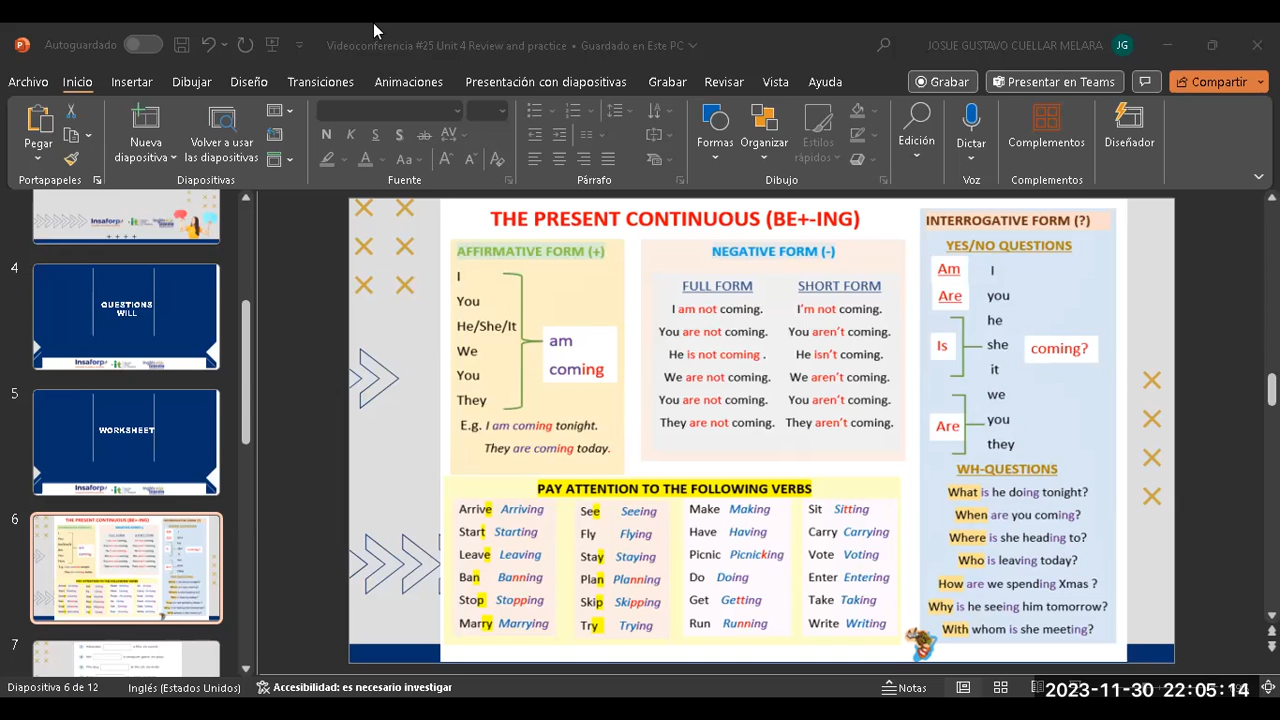 Autoguardado
Videoconferencia #25 Unit 4 Review and practice • Guardado en Este PC
JOSUE GUSTAVO CUELLAR MELARA
JG
Archivo Inicio Insertar Dibujar Diseño Transiciones Animaciones Presentación con diapositivas Grabar Revisar Vista Ayuda
Grabar Presentar en Teams Compartir
Pegar
Nueva diapositiva
Volver a usar las diapositivas
N K S S ab AV
A Aa A A
Formas Organizar Estilos rápidos
Edición
Dictar
Complementos
Diseñador
Portapapeles Diapositivas Fuente Párrafo Dibujo Voz Complementos
Insaforp
4
QUESTIONS
WILL
Insaforp
5
WORKSHEET
Insaforp
6
7
THE PRESENT CONTINUOUS (BE+-ING)
AFFIRMATIVE FORM (+)
I
You
He/She/It
We
You
They
am
coming
E.g. I am coming tonight.
They are coming today.
NEGATIVE FORM (-)
FULL FORM SHORT FORM
I am not coming. I'm not coming.
You are not coming. You aren't coming.
He is not coming . He isn't coming.
We are not coming. We aren't coming.
You are not coming. You aren't coming.
They are not coming. They aren't coming.
INTERROGATIVE FORM (?)
YES/NO QUESTIONS
Am I
Are you
he
Is she coming?
it
we
Are you
they
WH-QUESTIONS
What is he doing tonight?
When are you coming?
Where is she heading to?
Who is leaving today?
How are we spending Xmas ?
Why is he seeing him tomorrow?
With whom is she meeting?
PAY ATTENTION TO THE FOLLOWING VERBS
Arrive Arriving See Seeing Make Making Sit Sitting
Start Starting Fly Flying Have Having Carry Carrying
Leave Leaving Stay Staying Picnic Picnicking Vote Voting
Ban Banning Plan Planning Do Doing Enter Entering
Stop Stopping Skip Skipping Get Getting Take Taking
Marry Marrying Try Trying Run Running Write Writing
Diapositiva 6 de 12 Inglés (Estados Unidos) Accesibilidad: es necesario investigar Notas
2023-11-30 22:05:14